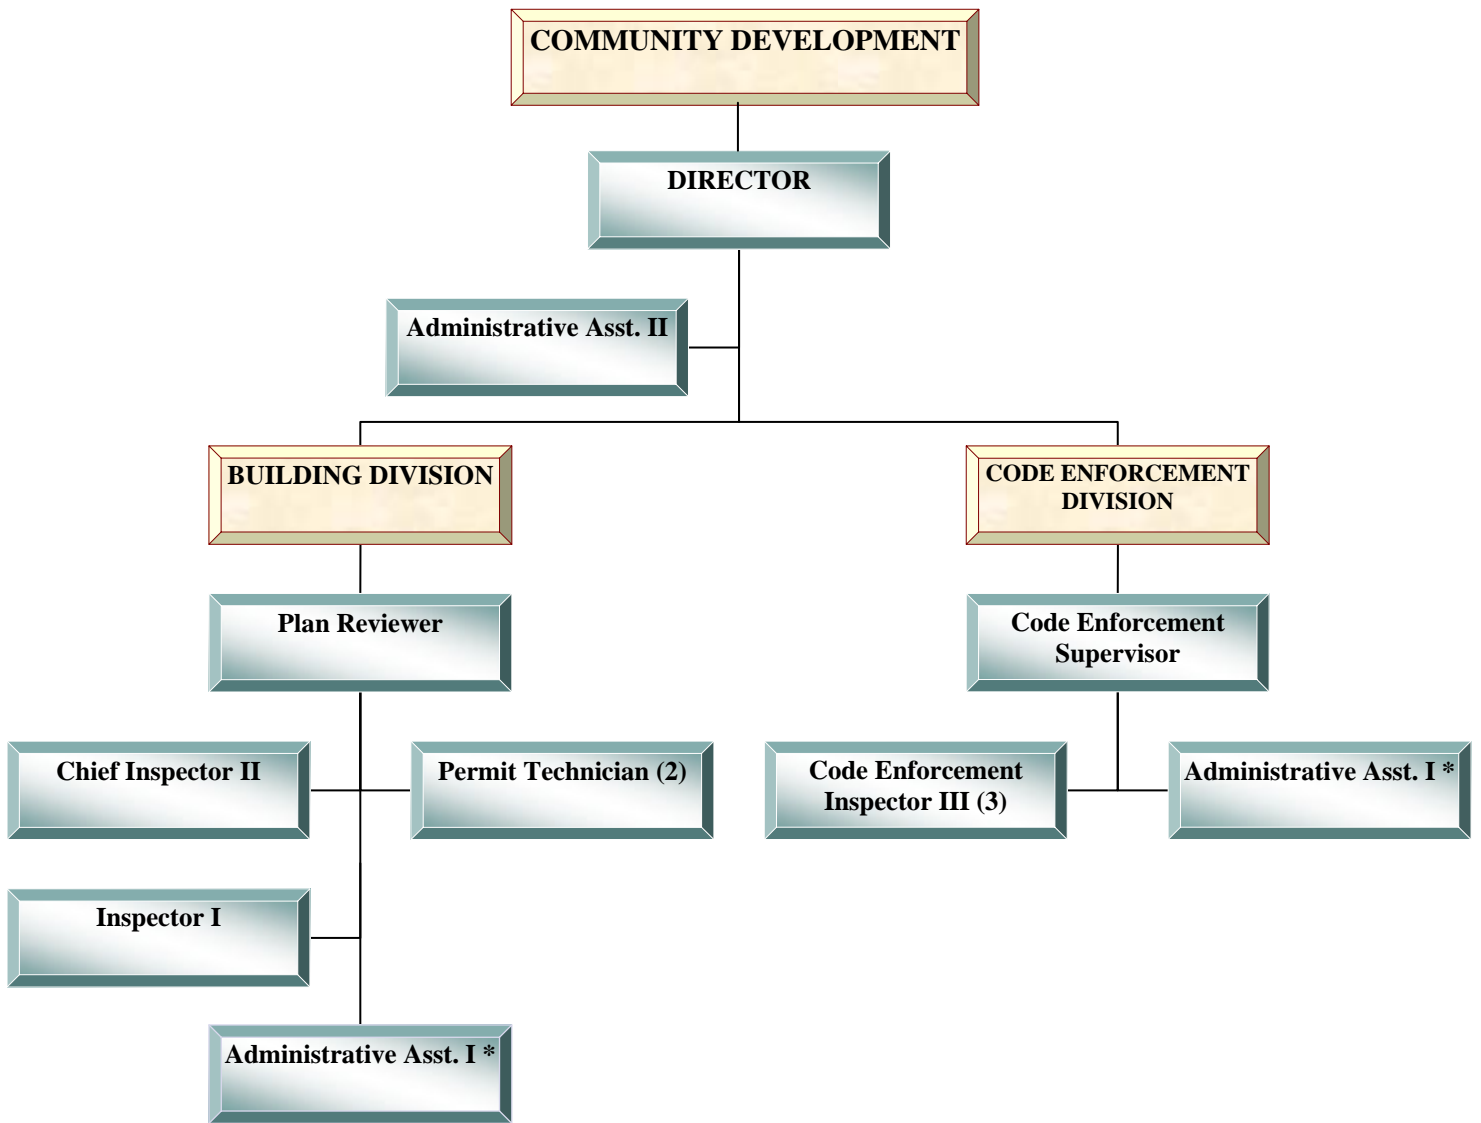 COMMUNITY DEVELOPMENT
DIRECTOR
Administrative Asst. II
BUILDING DIVISION
CODE ENFORCEMENT
DIVISION
Plan Reviewer
Code Enforcement
Supervisor
Chief Inspector II
Permit Technician (2)
Code Enforcement
Inspector III (3)
Administrative Asst. I *
Inspector I
Administrative Asst. I *